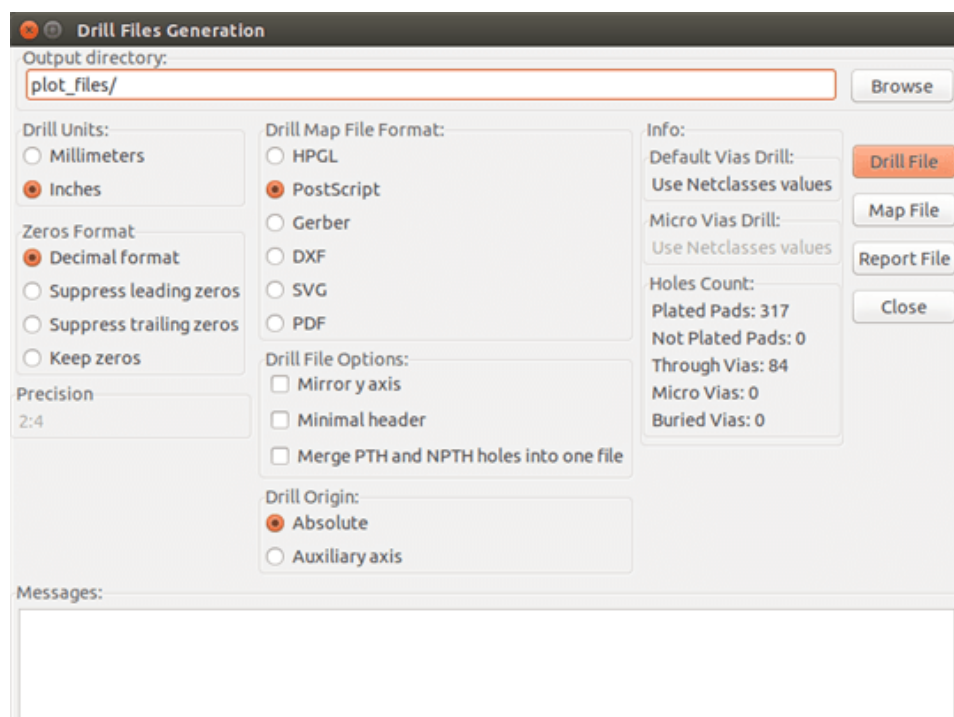 Drill Files Generation
Output directory:
plot_files/
Browse
Drill Units:
Millimeters
Inches
Zeros Format
Decimal format
Suppress leading zeros
Suppress trailing zeros
Keep zeros
Precision
2:4
Drill Map File Format:
HPGL
PostScript
Gerber
DXF
SVG
PDF
Drill File Options:
Mirror y axis
Minimal header
Merge PTH and NPTH holes into one file
Drill Origin:
Absolute
Auxiliary axis
Info:
Default Vias Drill:
Use Netclasses values
Micro Vias Drill:
Use Netclasses values
Holes Count:
Plated Pads: 317
Not Plated Pads: 0
Through Vias: 84
Micro Vias: 0
Buried Vias: 0
Drill File
Map File
Report File
Close
Messages: